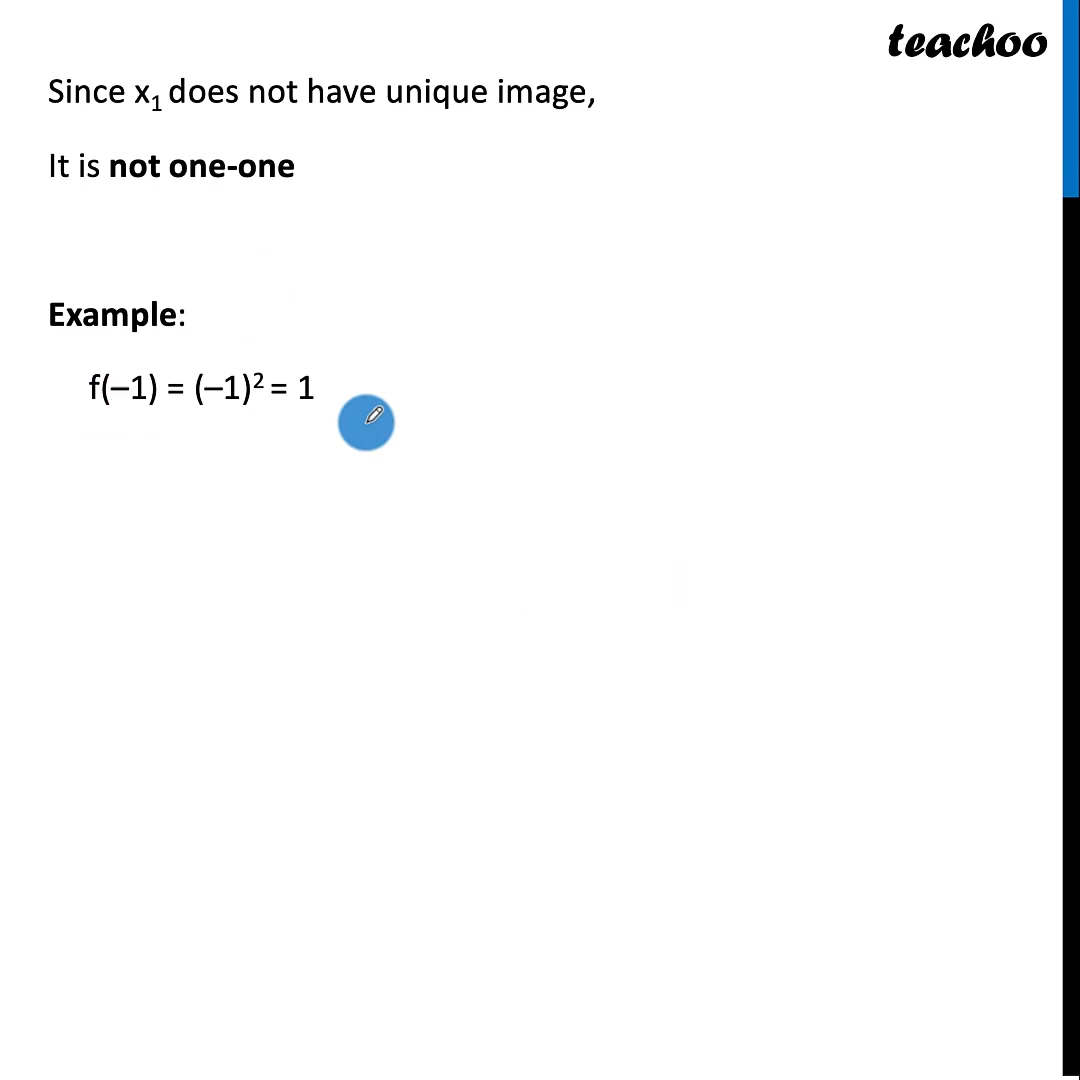 teachoo
Since x₁ does not have unique image,
It is not one-one
Example:
f(–1) = (–1)² = 1